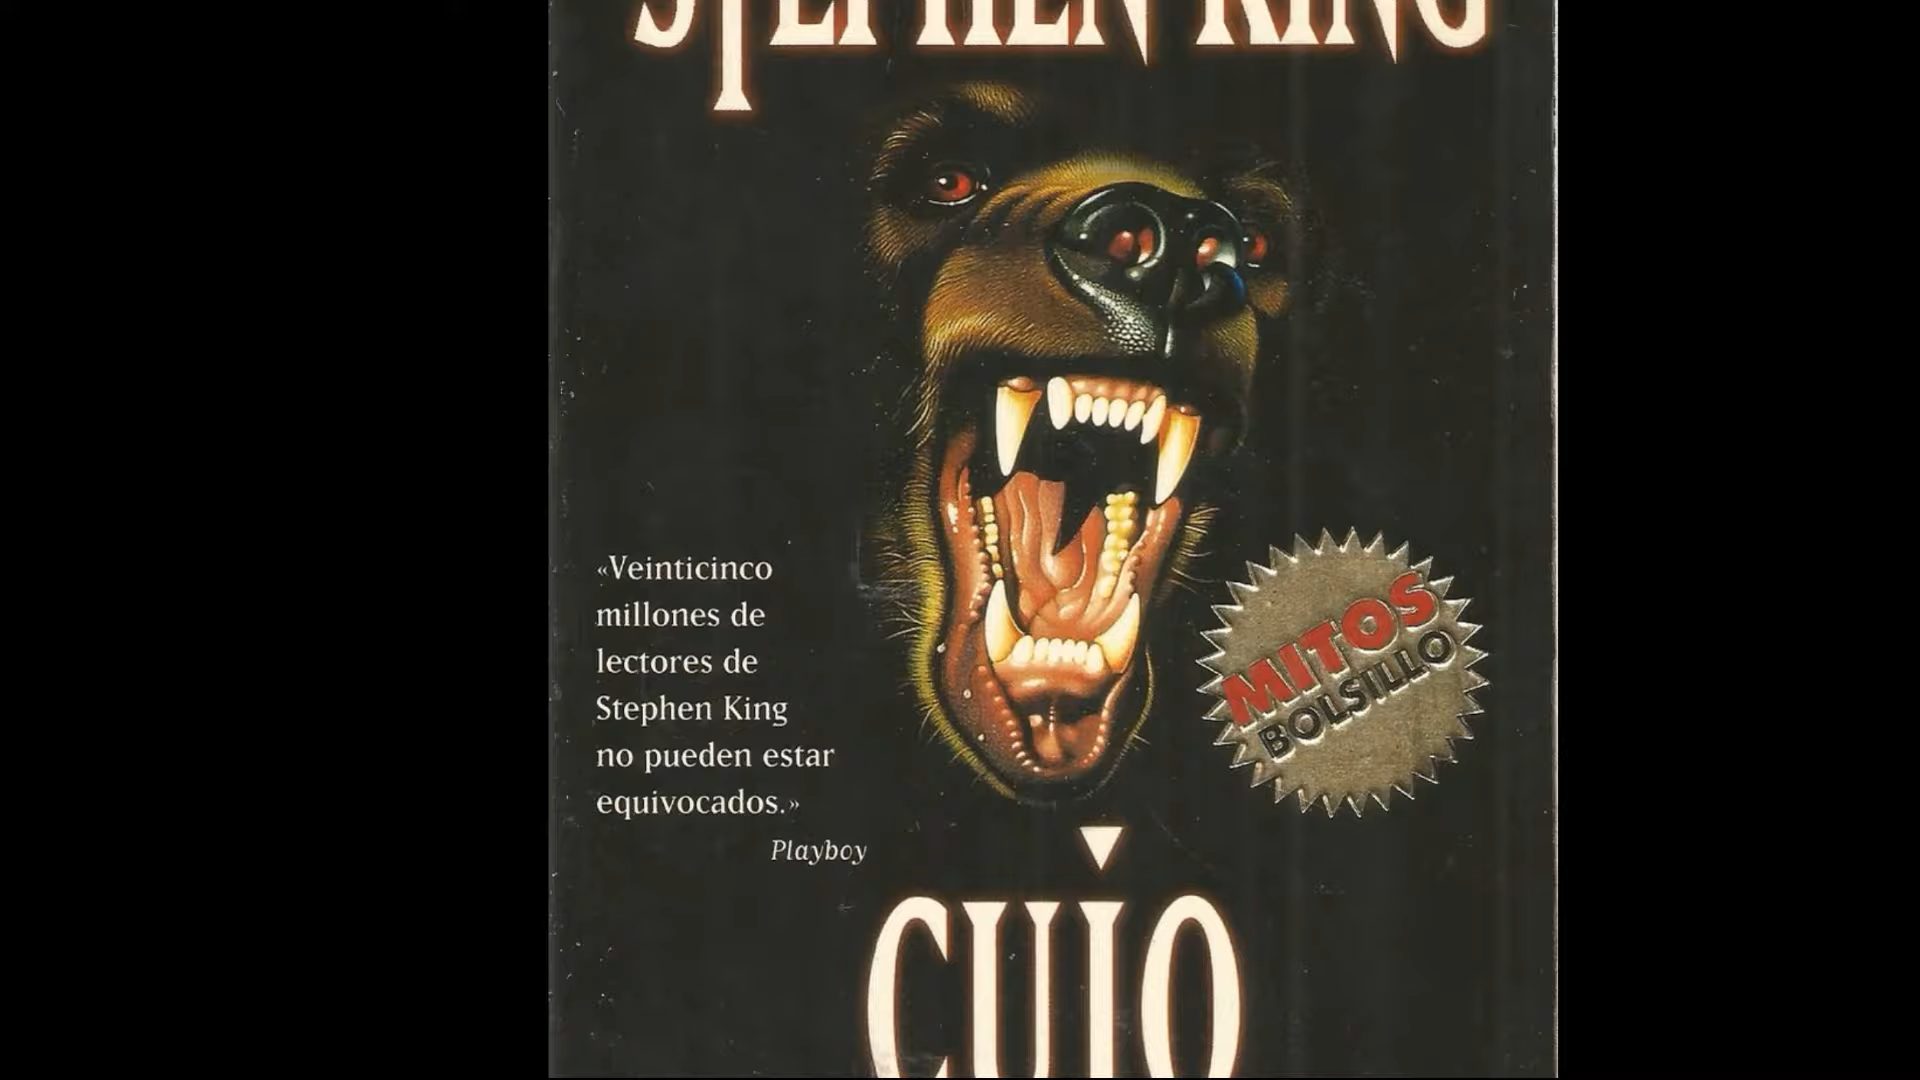 STEPHEN KING
«Veinticinco
millones de
lectores de
Stephen King
no pueden estar
equivocados.»
Playboy
MITOS
BOLSILLO
CUJO